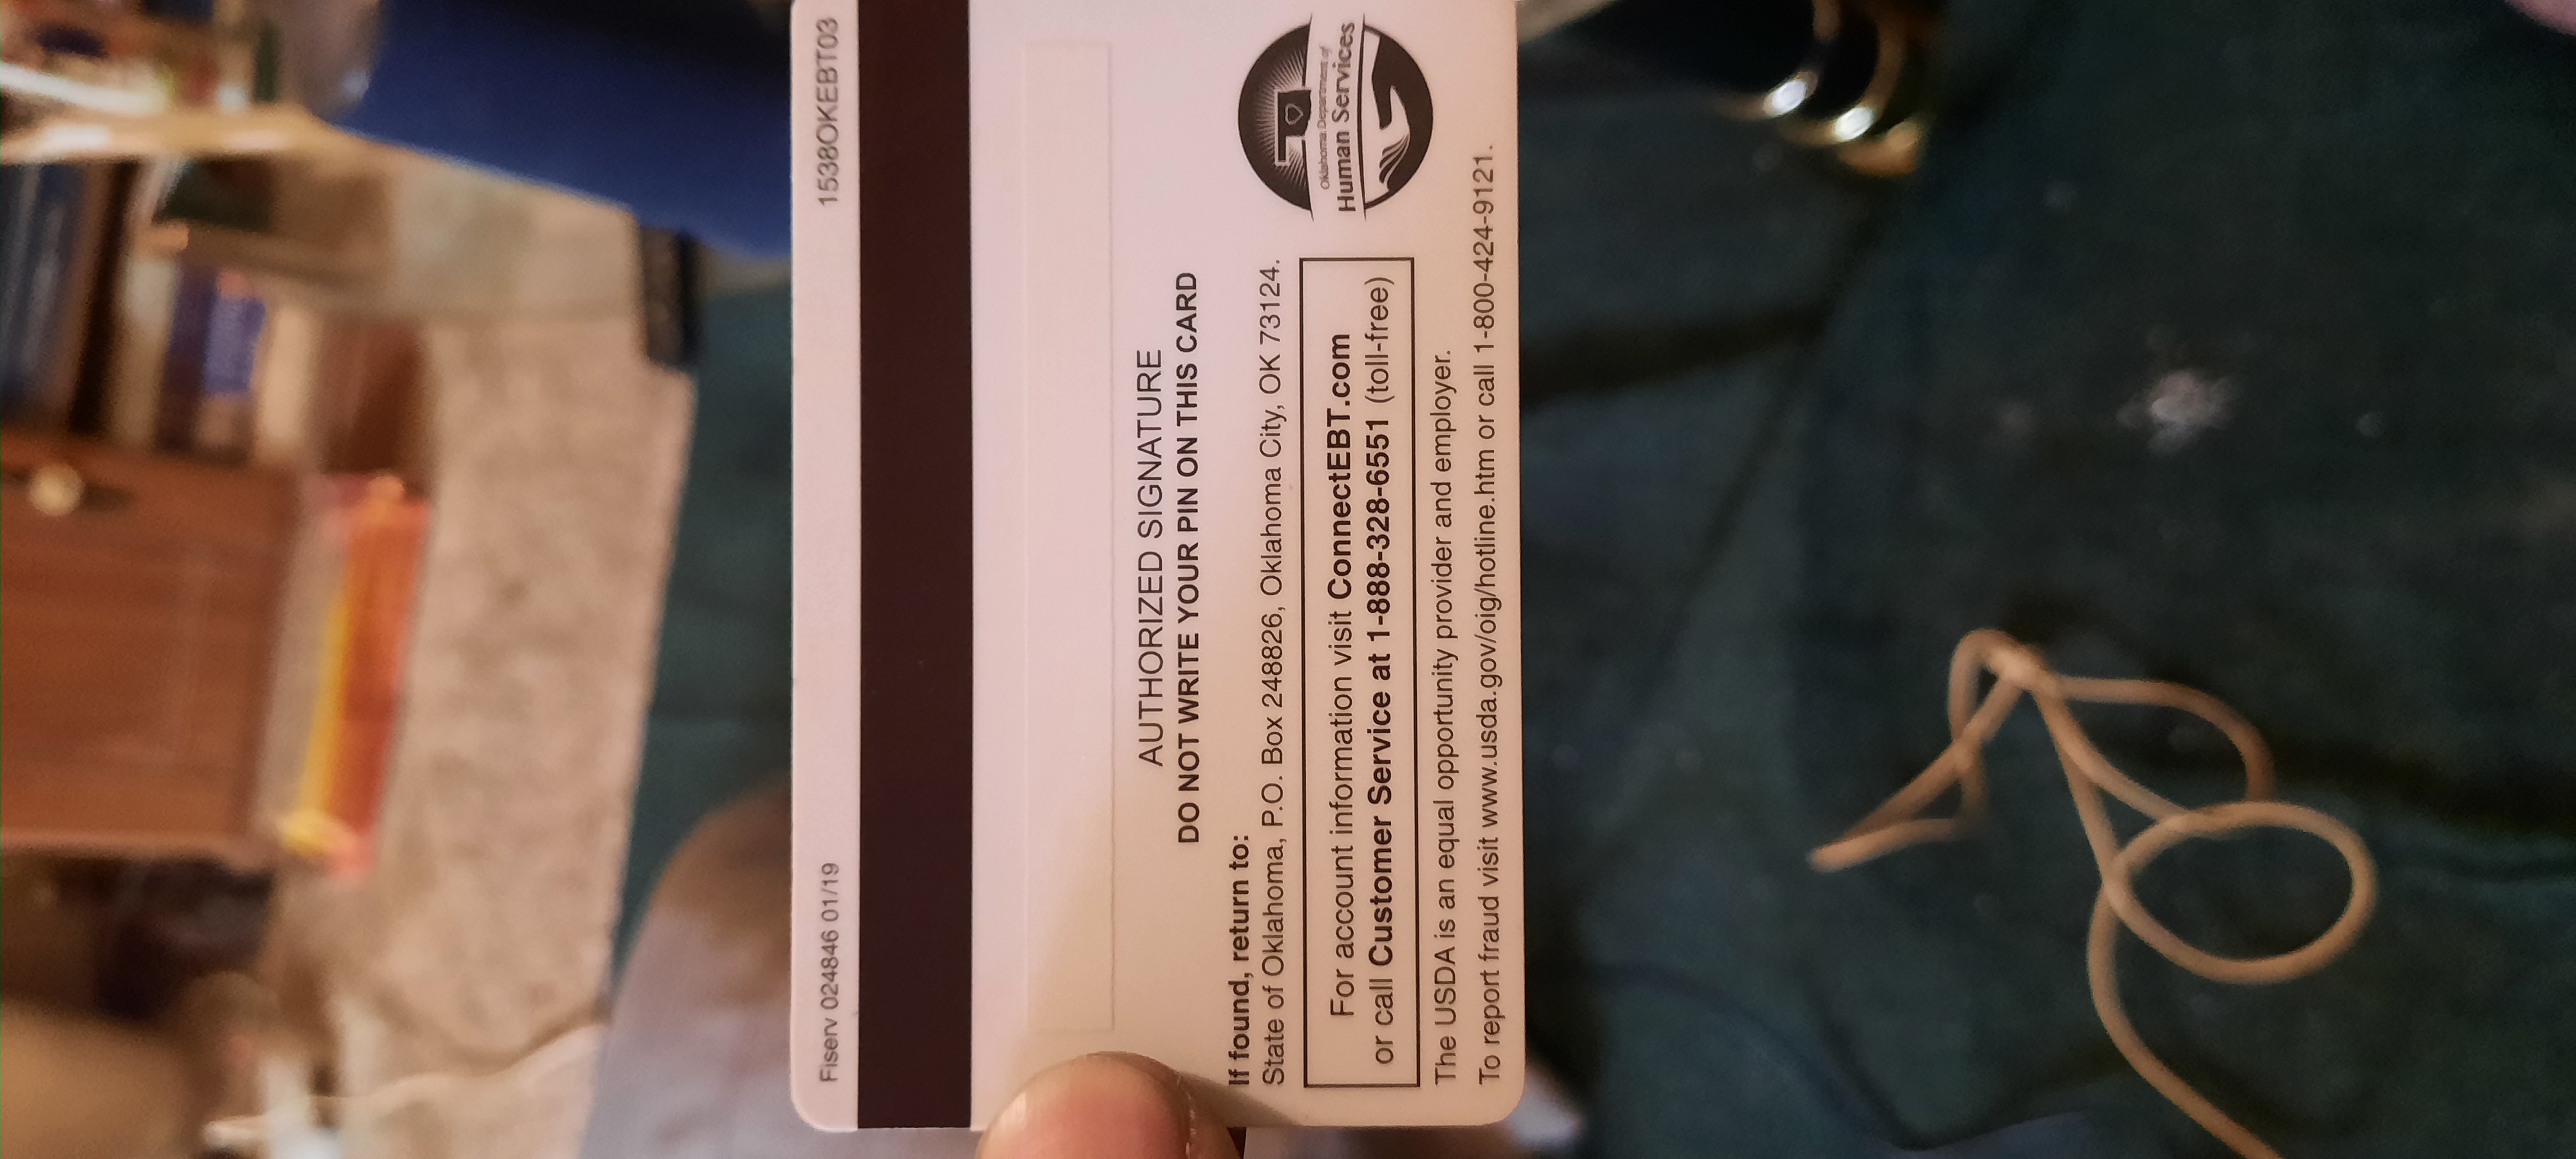 Fiserv 024846 01/19 1538OKEBT03
AUTHORIZED SIGNATURE
DO NOT WRITE YOUR PIN ON THIS CARD
If found, return to:
State of Oklahoma, P.O. Box 248826, Oklahoma City, OK 73124.
For account information visit ConnectEBT.com
or call Customer Service at 1-888-328-6551 (toll-free)
The USDA is an equal opportunity provider and employer.
To report fraud visit www.usda.gov/oig/hotline.htm or call 1-800-424-9121.
Oklahoma Department of
Human Services